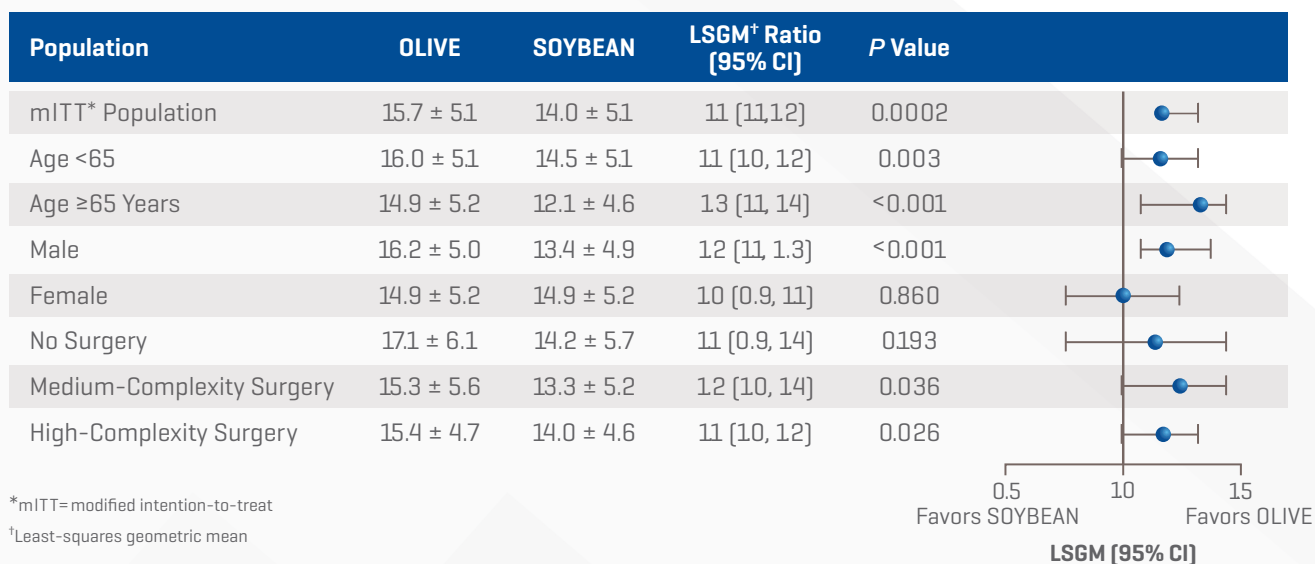 Population OLIVE SOYBEAN LSGM† Ratio [95% CI] P Value
mITT* Population 15.7 ± 5.1 14.0 ± 5.1 1.1 [1.1,1.2] 0.0002
Age <65 16.0 ± 5.1 14.5 ± 5.1 1.1 [1.0, 1.2] 0.003
Age ≥65 Years 14.9 ± 5.2 12.1 ± 4.6 1.3 [1.1, 1.4] <0.001
Male 16.2 ± 5.0 13.4 ± 4.9 1.2 [1.1, 1.3] <0.001
Female 14.9 ± 5.2 14.9 ± 5.2 1.0 [0.9, 1.1] 0.860
No Surgery 17.1 ± 6.1 14.2 ± 5.7 1.1 [0.9, 1.4] 0.193
Medium-Complexity Surgery 15.3 ± 5.6 13.3 ± 5.2 1.2 [1.0, 1.4] 0.036
High-Complexity Surgery 15.4 ± 4.7 14.0 ± 4.6 1.1 [1.0, 1.2] 0.026
0.5 1.0 1.5
Favors SOYBEAN Favors OLIVE
LSGM [95% CI]
*mITT=modified intention-to-treat
†Least-squares geometric mean